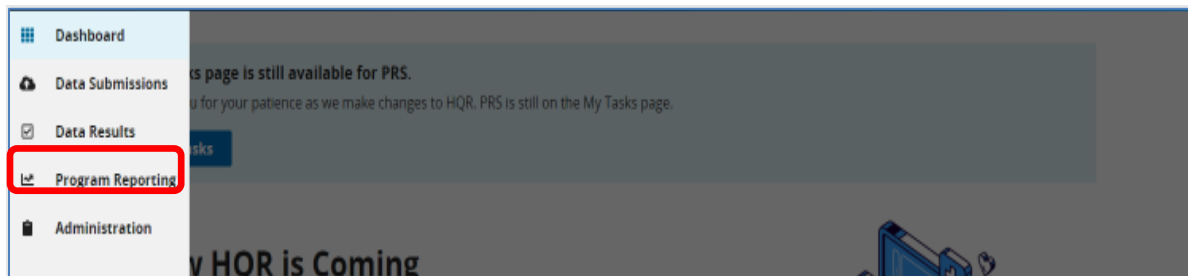 Dashboard
Data Submissions
Data Results
Program Reporting
Administration
ks page is still available for PRS.
u for your patience as we make changes to HQR. PRS is still on the My Tasks page.
sks
HQR is Coming